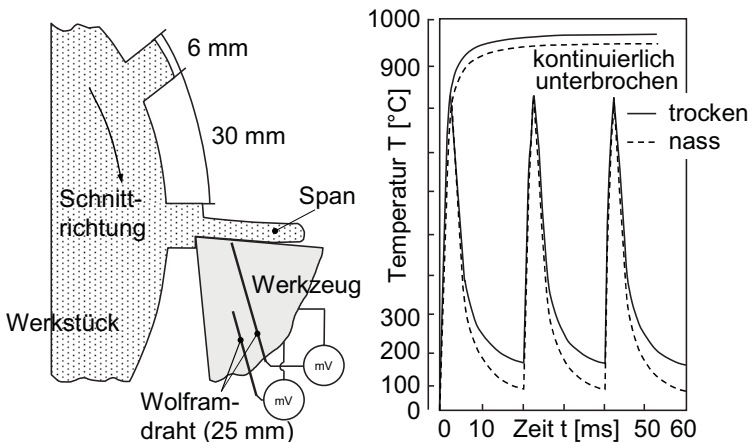 6 mm
30 mm
Schnitt-
richtung
Span
Werkzeug
Werkstück
mV
mV
Wolfram-
draht (25 mm)
Temperatur T [°C]
1000
900
300
200
100
0
kontinuierlich
unterbrochen
trocken
nass
0
10
Zeit t [ms]
50
60